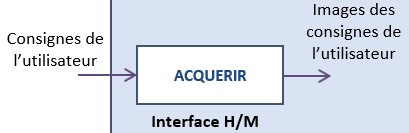 Consignes de
l'utilisateur
Images des
consignes de
l'utilisateur
ACQUERIR
Interface H/M